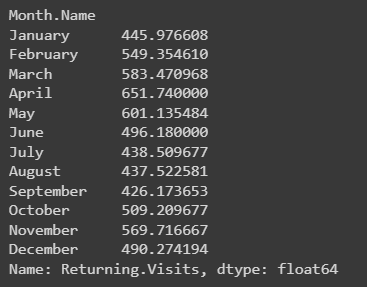 Month.Name
January      445.976608
February     549.354610
March        583.470968
April        651.740000
May          601.135484
June         496.180000
July         438.509677
August       437.522581
September    426.173653
October      509.209677
November     569.716667
December     490.274194
Name: Returning.Visits, dtype: float64